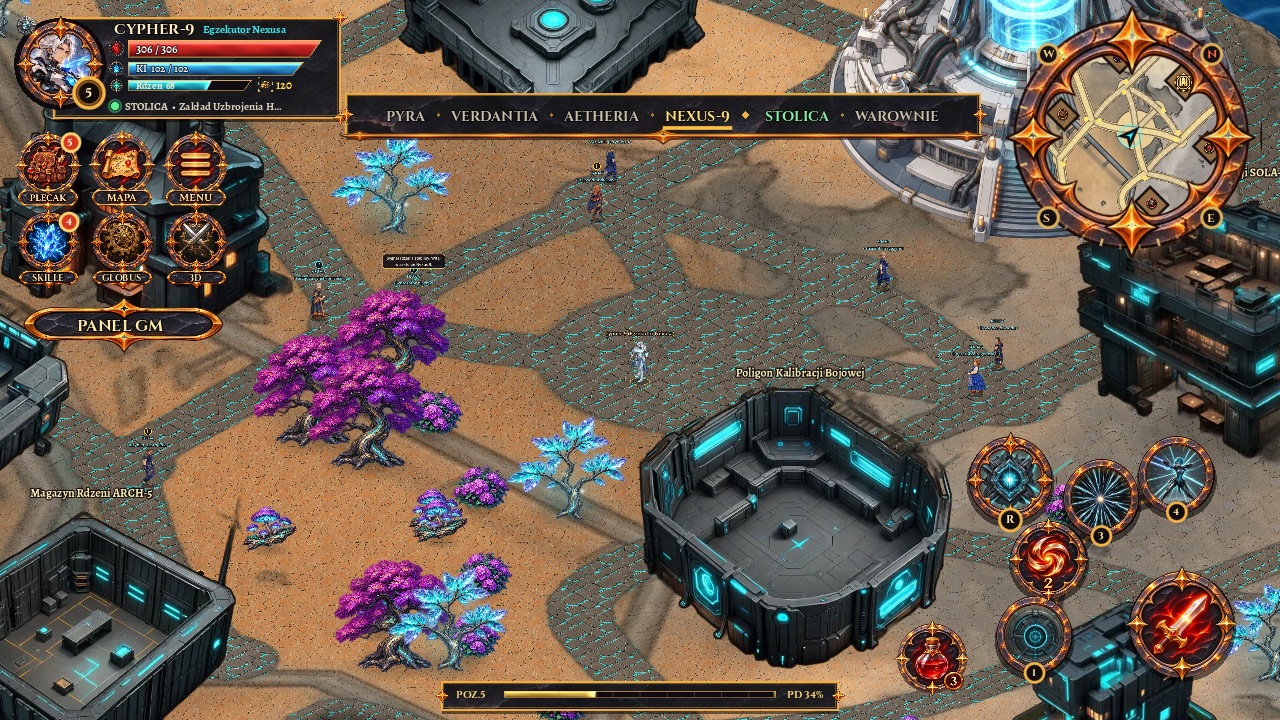 CYPHER-9 Egzekutor Nexusa
306 / 306
KI 102 / 102
Rdzeń 68
120
5
STOLICA • Zakład Uzbrojenia H...
PYRA • VERDANTIA • AETHERIA • NEXUS-9 ◆ STOLICA • WAROWNIE
W
N
S
E
5
PLECAK
MAPA
MENU
4
SKILLE
GLOBUS
3D
PANEL GM
i SOLA-
Poligon Kalibracji Bojowej
Magazyn Rdzeni ARCH-5
R
3
4
2
1
3
POZ.5
PD 34%